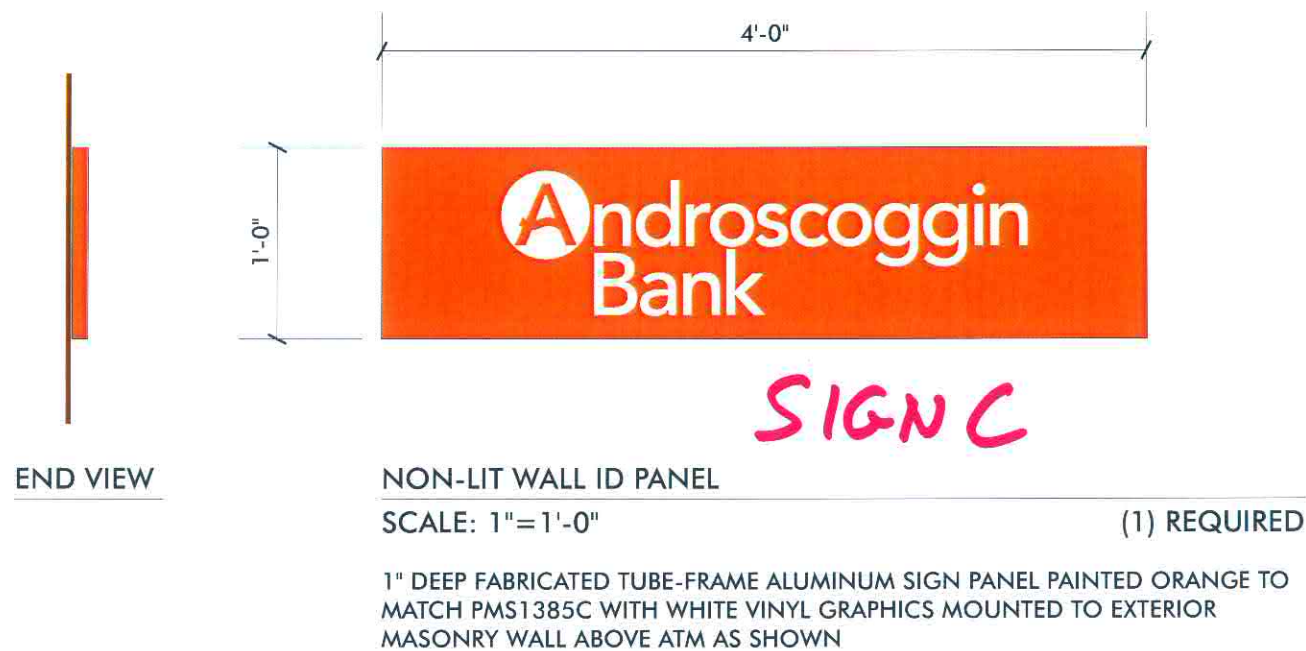 4'-0"
1'-0"
Androscoggin
Bank
SIGN C
END VIEW
NON-LIT WALL ID PANEL
SCALE: 1"=1'-0"
(1) REQUIRED
1" DEEP FABRICATED TUBE-FRAME ALUMINUM SIGN PANEL PAINTED ORANGE TO
MATCH PMS1385C WITH WHITE VINYL GRAPHICS MOUNTED TO EXTERIOR
MASONRY WALL ABOVE ATM AS SHOWN